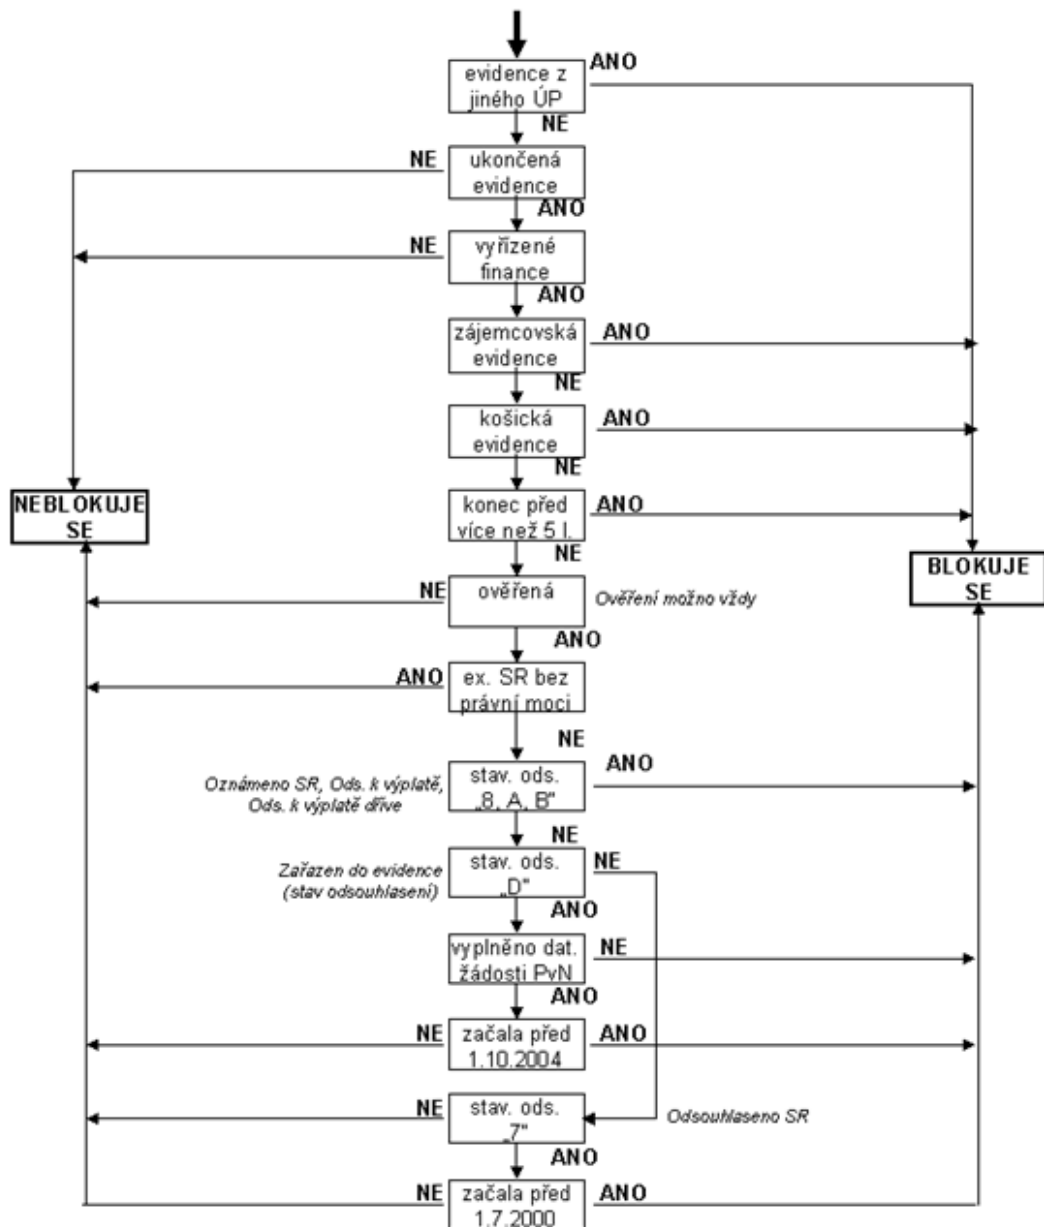 ANO
evidence z
jiného ÚP
NE
NE
ukončená
evidence
ANO
NE
vyřízené
finance
ANO
zájemcovská
evidence
ANO
NE
košická
evidence
ANO
NE
NEBLOKUJE
SE
konec před
více než 5 l.
ANO
NE
BLOKUJE
SE
NE
ověřená
Ověření možno vždy
ANO
ANO
ex. SR bez
právní moci
NE
Oznámeno SR, Ods. k výplatě,
Ods. k výplatě dříve
stav. ods.
„8, A, B"
ANO
NE
Zařazen do evidence
(stav odsouhlasení)
stav. ods.
„D"
NE
ANO
vyplněno dat.
žádosti PvN
NE
ANO
NE
začala před
1.10.2004
ANO
NE
stav. ods.
„7"
Odsouhlaseno SR
ANO
NE
začala před
1.7.2000
ANO